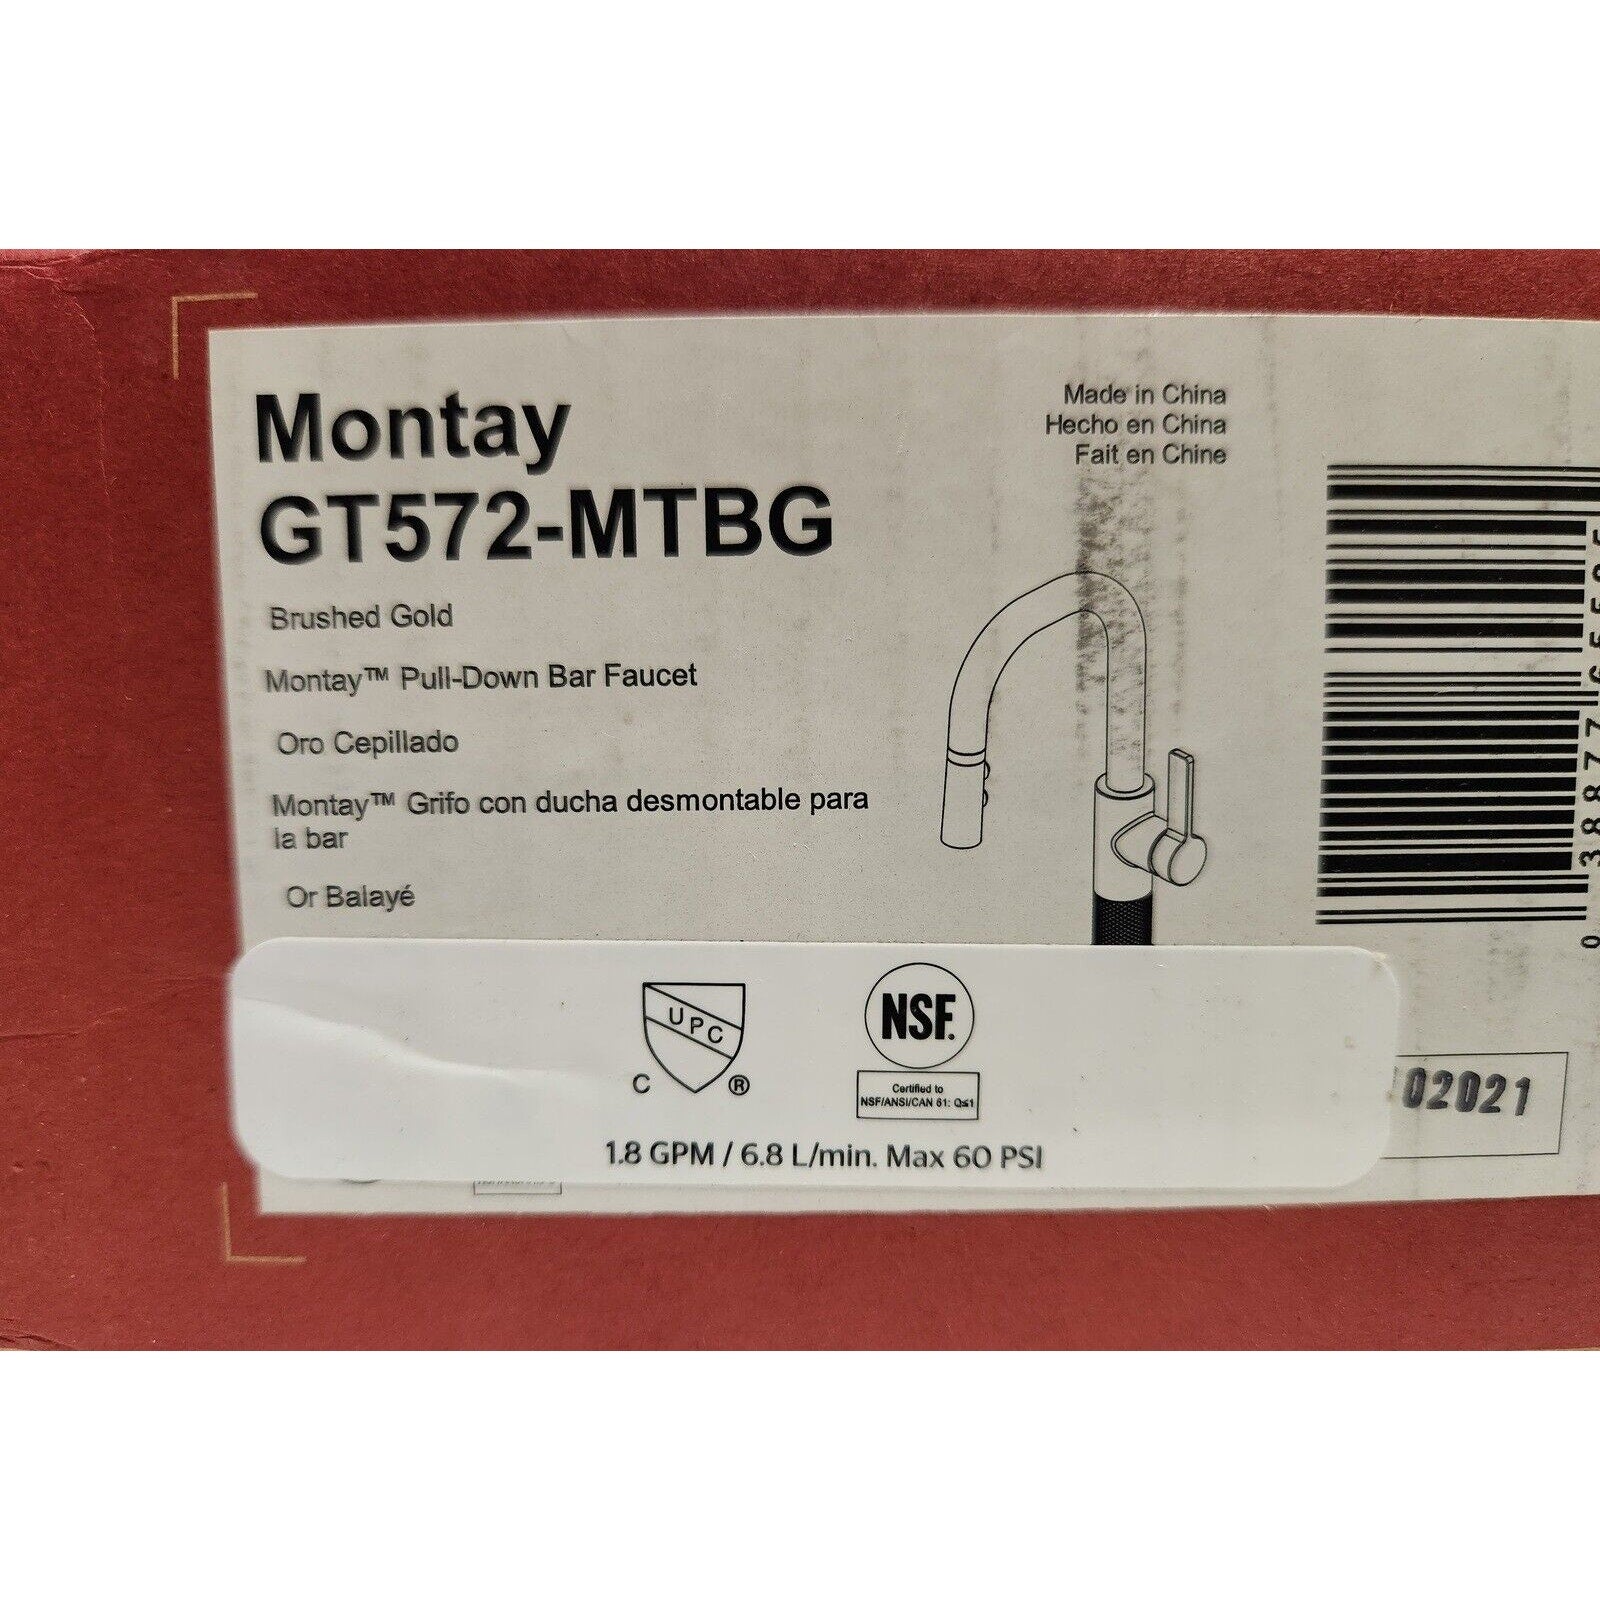 Montay
GT572-MTBG
Brushed Gold
Montay™ Pull-Down Bar Faucet
Oro Cepillado
Montay™ Grifo con ducha desmontable para
la bar
Or Balayé
Made in China
Hecho en China
Fait en Chine
UPC
C ®
NSF.
Certified to
NSF/ANSI/CAN 61: Q≤1
1.8 GPM / 6.8 L/min. Max 60 PSI
02021
0 38877